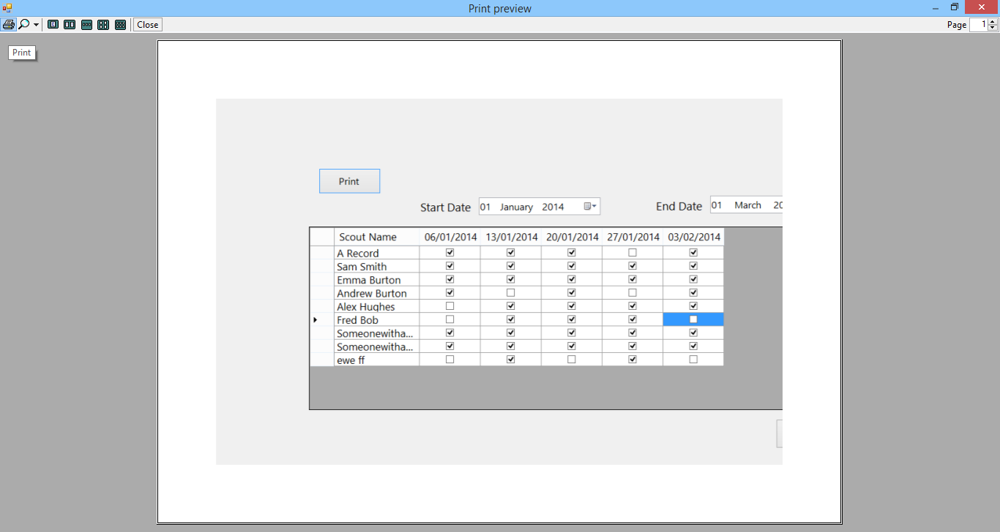 Print preview
Close
Page 1
Print
Print
Start Date 01 January 2014
End Date 01 March 20
Scout Name 06/01/2014 13/01/2014 20/01/2014 27/01/2014 03/02/2014
A Record
Sam Smith
Emma Burton
Andrew Burton
Alex Hughes
Fred Bob
Someonewitha...
Someonewitha...
ewe ff